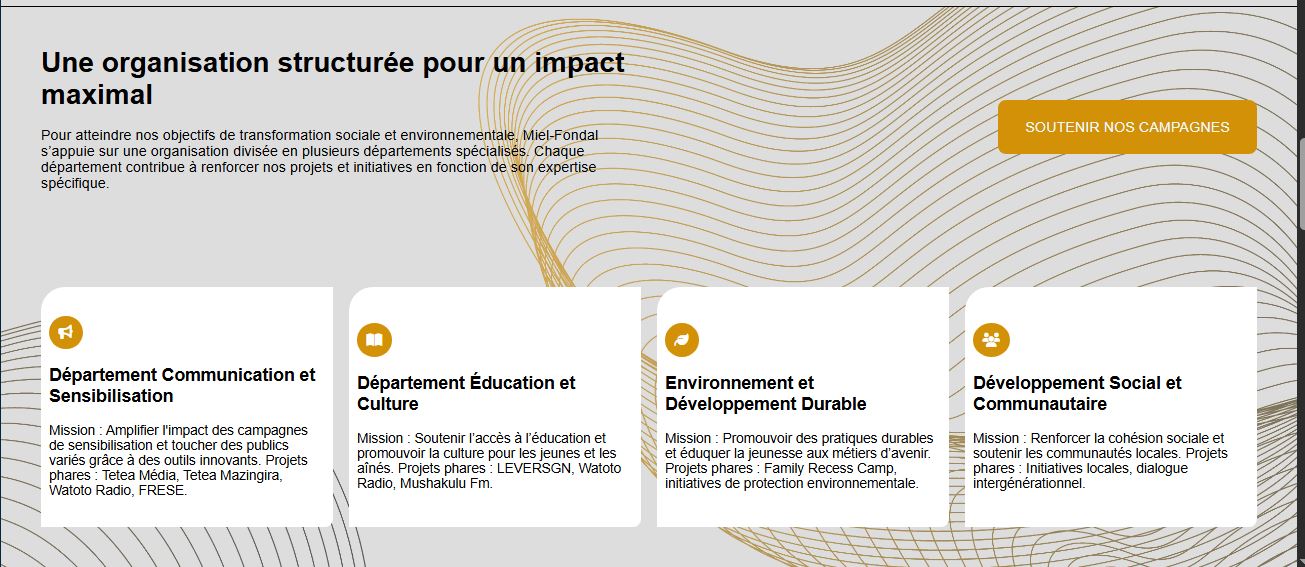 Une organisation structurée pour un impact
maximal
Pour atteindre nos objectifs de transformation sociale et environnementale, Miel-Fondal
s’appuie sur une organisation divisée en plusieurs départements spécialisés. Chaque
département contribue à renforcer nos projets et initiatives en fonction de son expertise
spécifique.
SOUTENIR NOS CAMPAGNES
Département Communication et
Sensibilisation
Mission : Amplifier l'impact des campagnes
de sensibilisation et toucher des publics
variés grâce à des outils innovants. Projets
phares : Tetea Média, Tetea Mazingira,
Watoto Radio, FRESE.
Département Éducation et
Culture
Mission : Soutenir l’accès à l’éducation et
promouvoir la culture pour les jeunes et les
aînés. Projets phares : LEVERSGN, Watoto
Radio, Mushakulu Fm.
Environnement et
Développement Durable
Mission : Promouvoir des pratiques durables
et éduquer la jeunesse aux métiers d’avenir.
Projets phares : Family Recess Camp,
initiatives de protection environnementale.
Développement Social et
Communautaire
Mission : Renforcer la cohésion sociale et
soutenir les communautés locales. Projets
phares : Initiatives locales, dialogue
intergénérationnel.